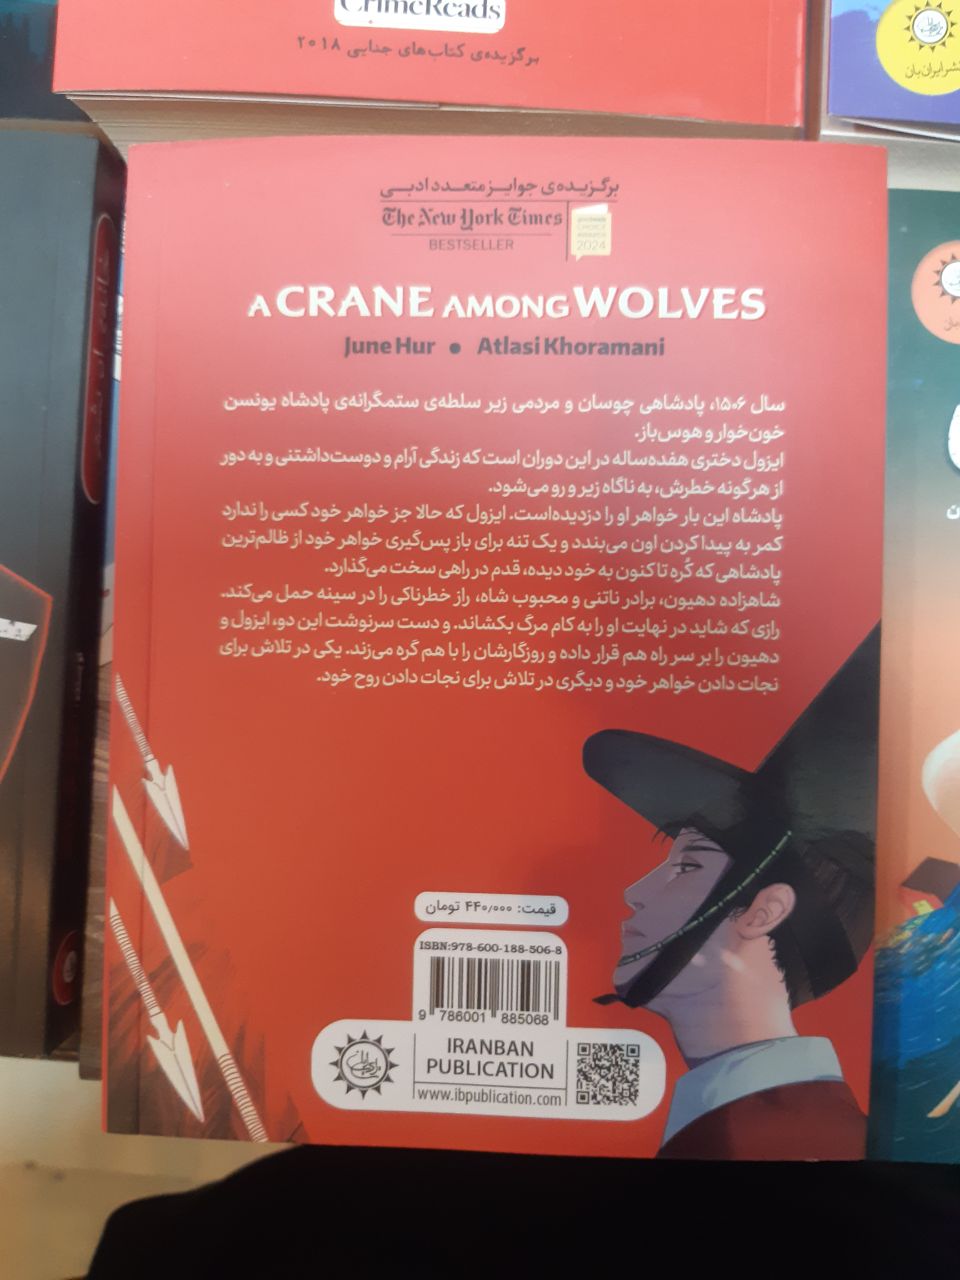 CrimeReads
برگزیده‌ی کتاب‌های جنایی ۲۰۱۸
نشر ایران‌بان
برگزیده‌ی جوایز متعدد ادبی
The New York Times
BESTSELLER
goodreads
CHOICE
2024
A CRANE AMONG WOLVES
June Hur ● Atlasi Khoramani
سال ۱۵۰۶، پادشاهی چوسان و مردمی زیر سلطه‌ی ستمگرانه‌ی پادشاه یونسن
خون‌خوار و هوس‌باز.
ایزول دختری هفده‌ساله در این دوران است که زندگی آرام و دوست‌داشتنی و به دور
از هرگونه خطرش، به ناگاه زیر و رو می‌شود.
پادشاه این بار خواهر او را دزدیده‌است. ایزول که حالا جز خواهر خود کسی را ندارد
کمر به پیدا کردن اون می‌بندد و یک تنه برای باز پس‌گیری خواهر خود از ظالم‌ترین
پادشاهی که کُره تا کنون به خود دیده، قدم در راهی سخت می‌گذارد.
شاهزاده دهیون، برادر ناتنی و محبوب شاه، راز خطرناکی را در سینه حمل می‌کند.
رازی که شاید در نهایت او را به کام مرگ بکشاند. و دست سرنوشت این دو، ایزول و
دهیون را بر سر راه هم قرار داده و روزگارشان را با هم گره می‌زند. یکی در تلاش برای
نجات دادن خواهر خود و دیگری در تلاش برای نجات دادن روح خود.
قیمت: ۴۴۰٫۰۰۰ تومان
ISBN:978-600-188-506-8
9 786001 885068
IRANBAN
PUBLICATION
www.ibpublication.com